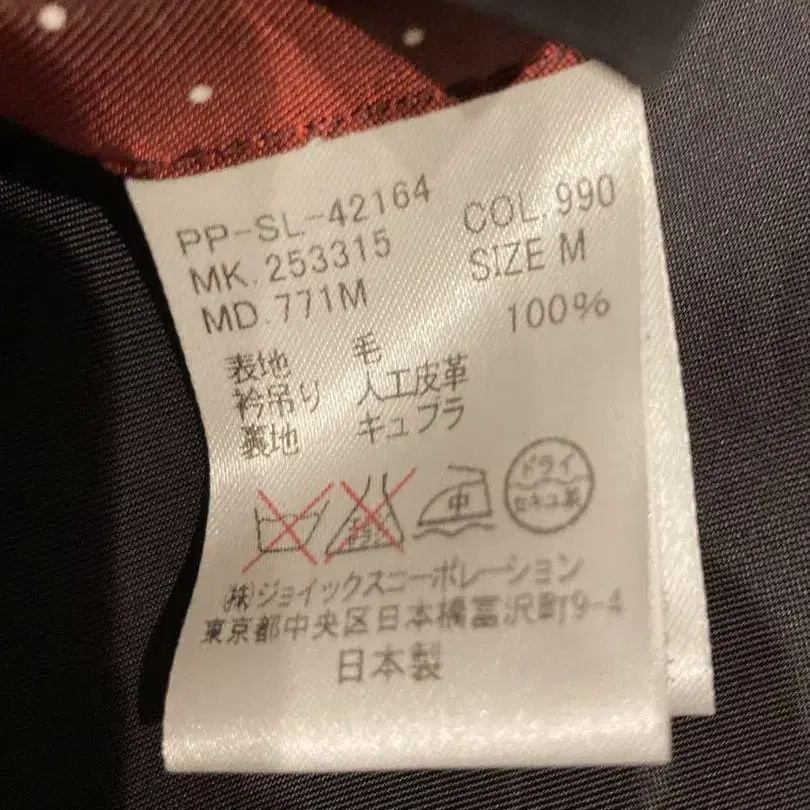 PP-SL-42164 COL.990
MK.253315 SIZE M
MD.771M
表地 毛 100%
衿吊り 人工皮革
裏地 キュプラ
中 ドライ
セキユ系
(株)ジョイックスコーポレーション
東京都中央区日本橋富沢町9-4
日本製